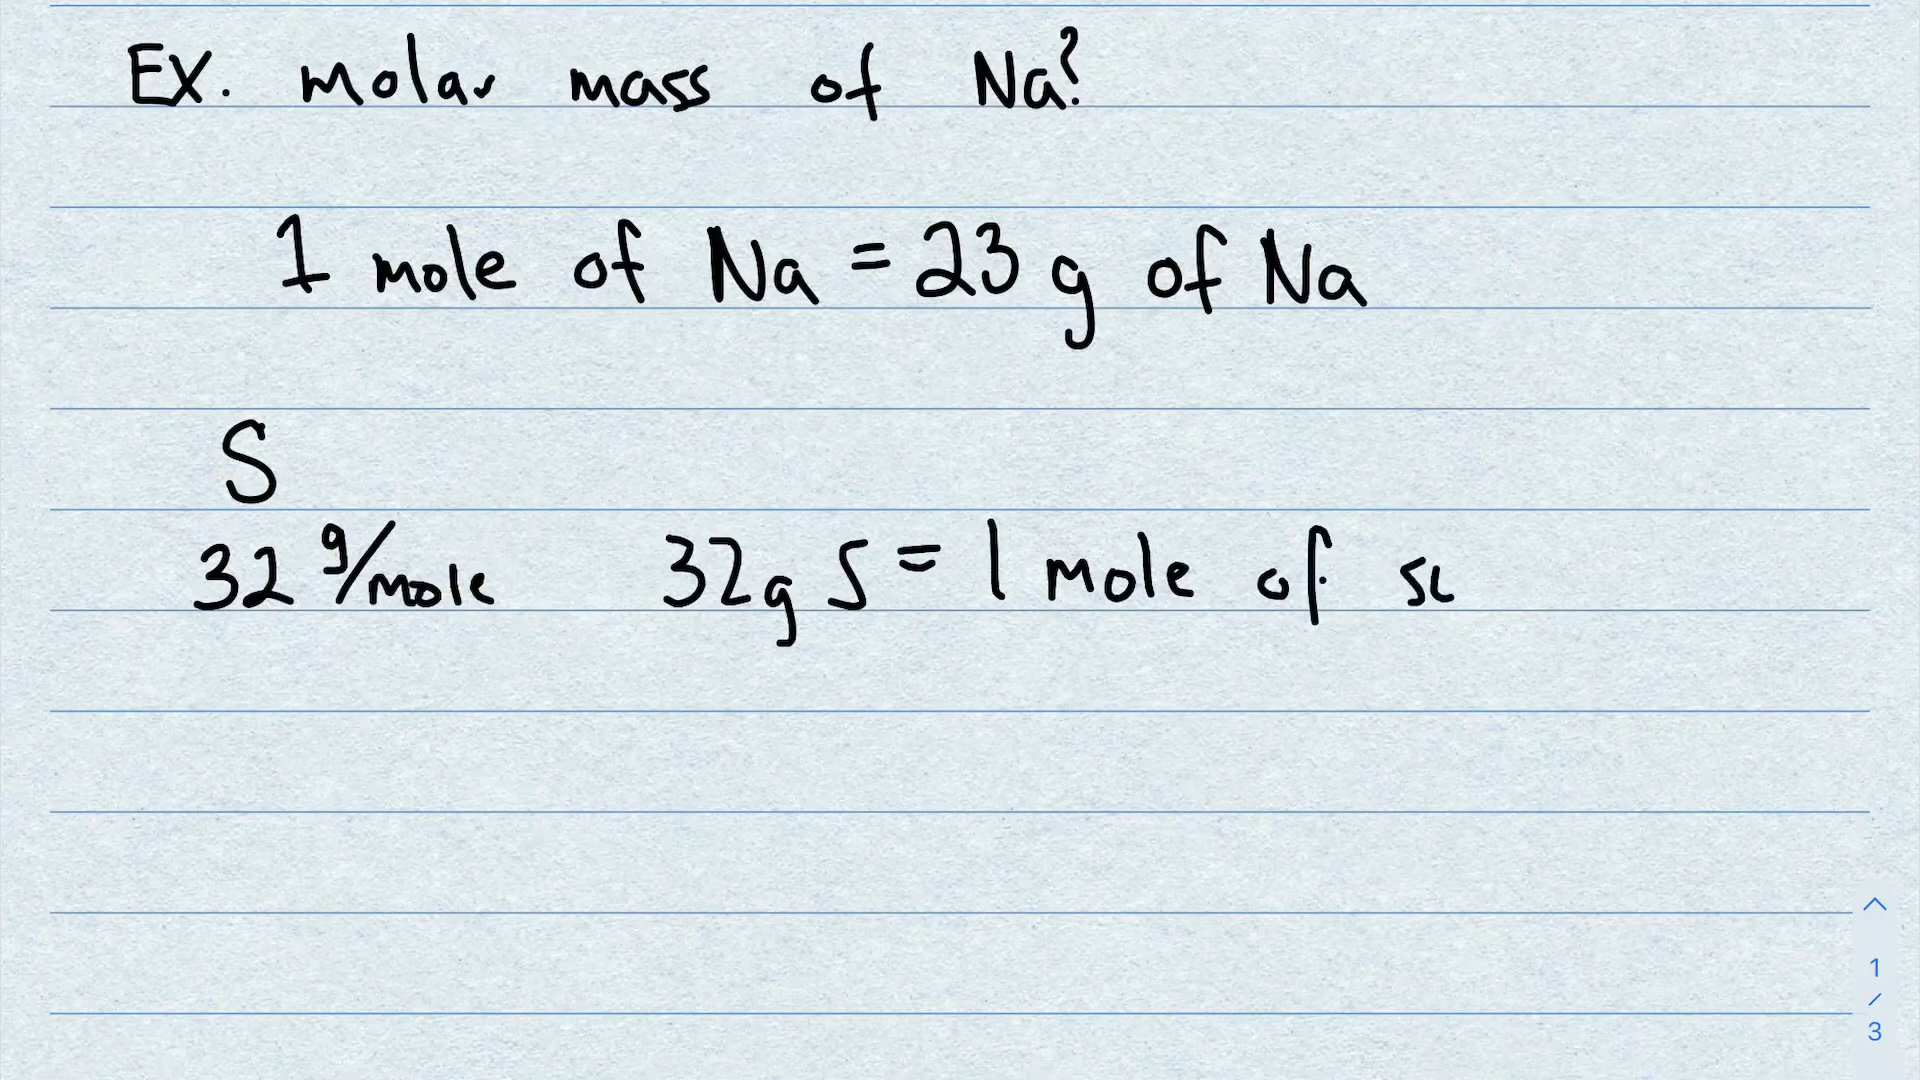 Ex. molar mass of Na?
1 mole of Na = 23 g of Na
S
32 g/mole 32g S = 1 mole of su
1
/
3